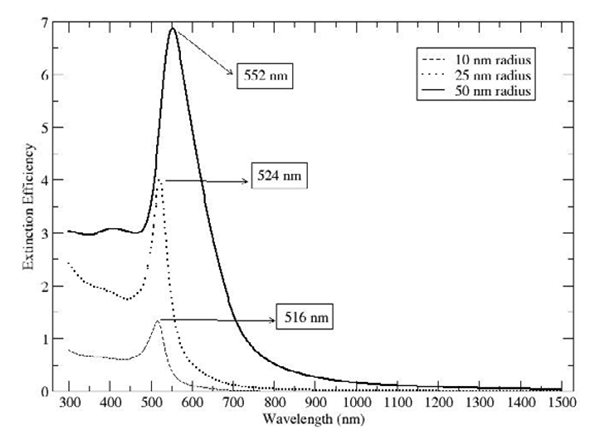 7
6
5
4
3
2
1
0
Extinction Efficiency
552 nm
524 nm
516 nm
10 nm radius
25 nm radius
50 nm radius
300 400 500 600 700 800 900 1000 1100 1200 1300 1400 1500
Wavelength (nm)